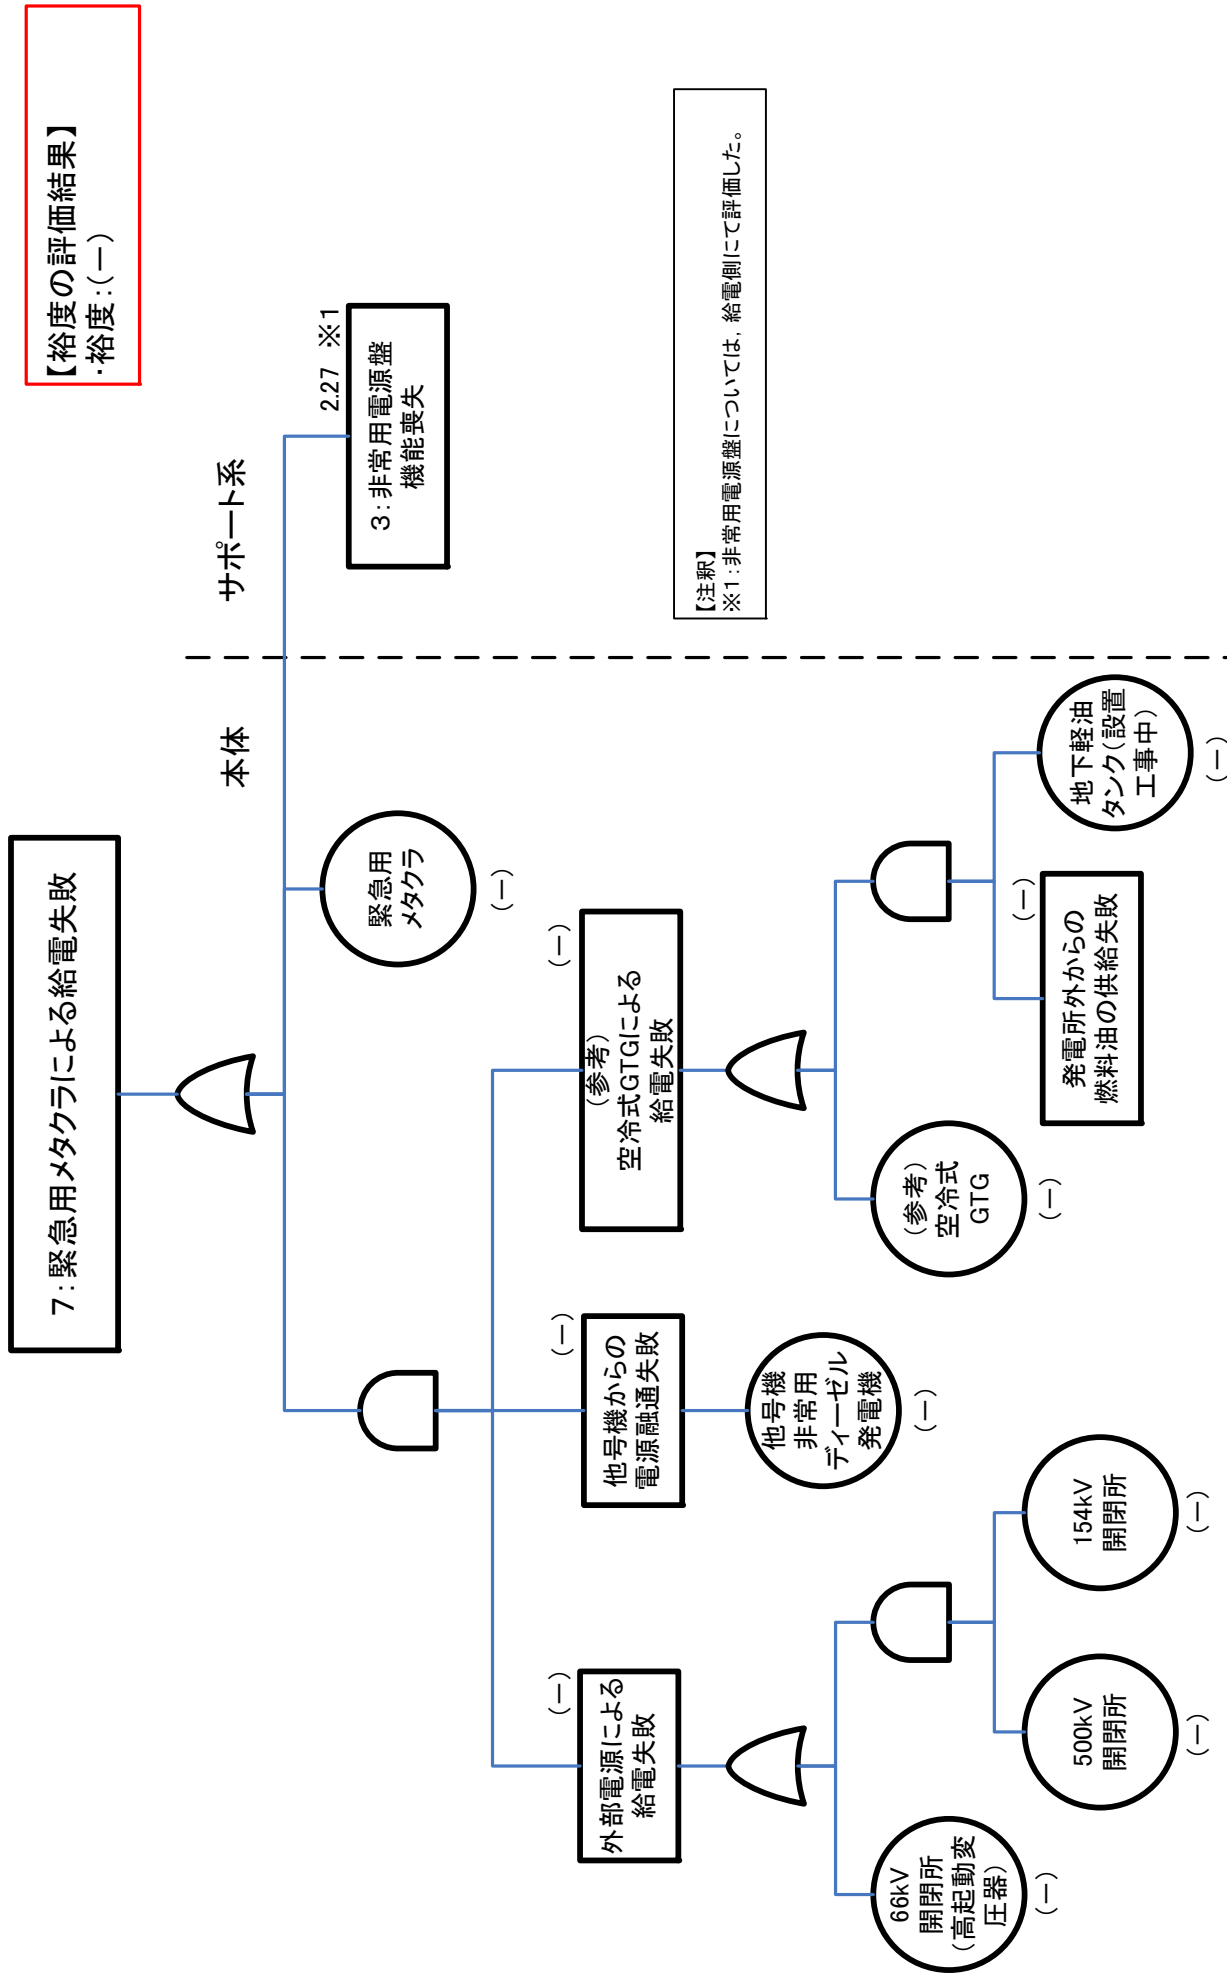 【裕度の評価結果】
・裕度：（－）
7：緊急用メタクラによる給電失敗
本体
サポート系
緊急用
メタクラ
（－）
2.27 ※1
3：非常用電源盤
機能喪失
（－）
外部電源による
給電失敗
（－）
他号機からの
電源融通失敗
（－）
（参考）
空冷式GTGによる
給電失敗
66kV
開閉所
（高起動変
圧器）
（－）
500kV
開閉所
（－）
154kV
開閉所
（－）
他号機
非常用
ディーゼル
発電機
（－）
（参考）
空冷式
GTG
（－）
（－）
発電所外からの
燃料油の供給失敗
地下軽油
タンク（設置
工事中）
（－）
【注釈】
※1：非常用電源盤については，給電側にて評価した。